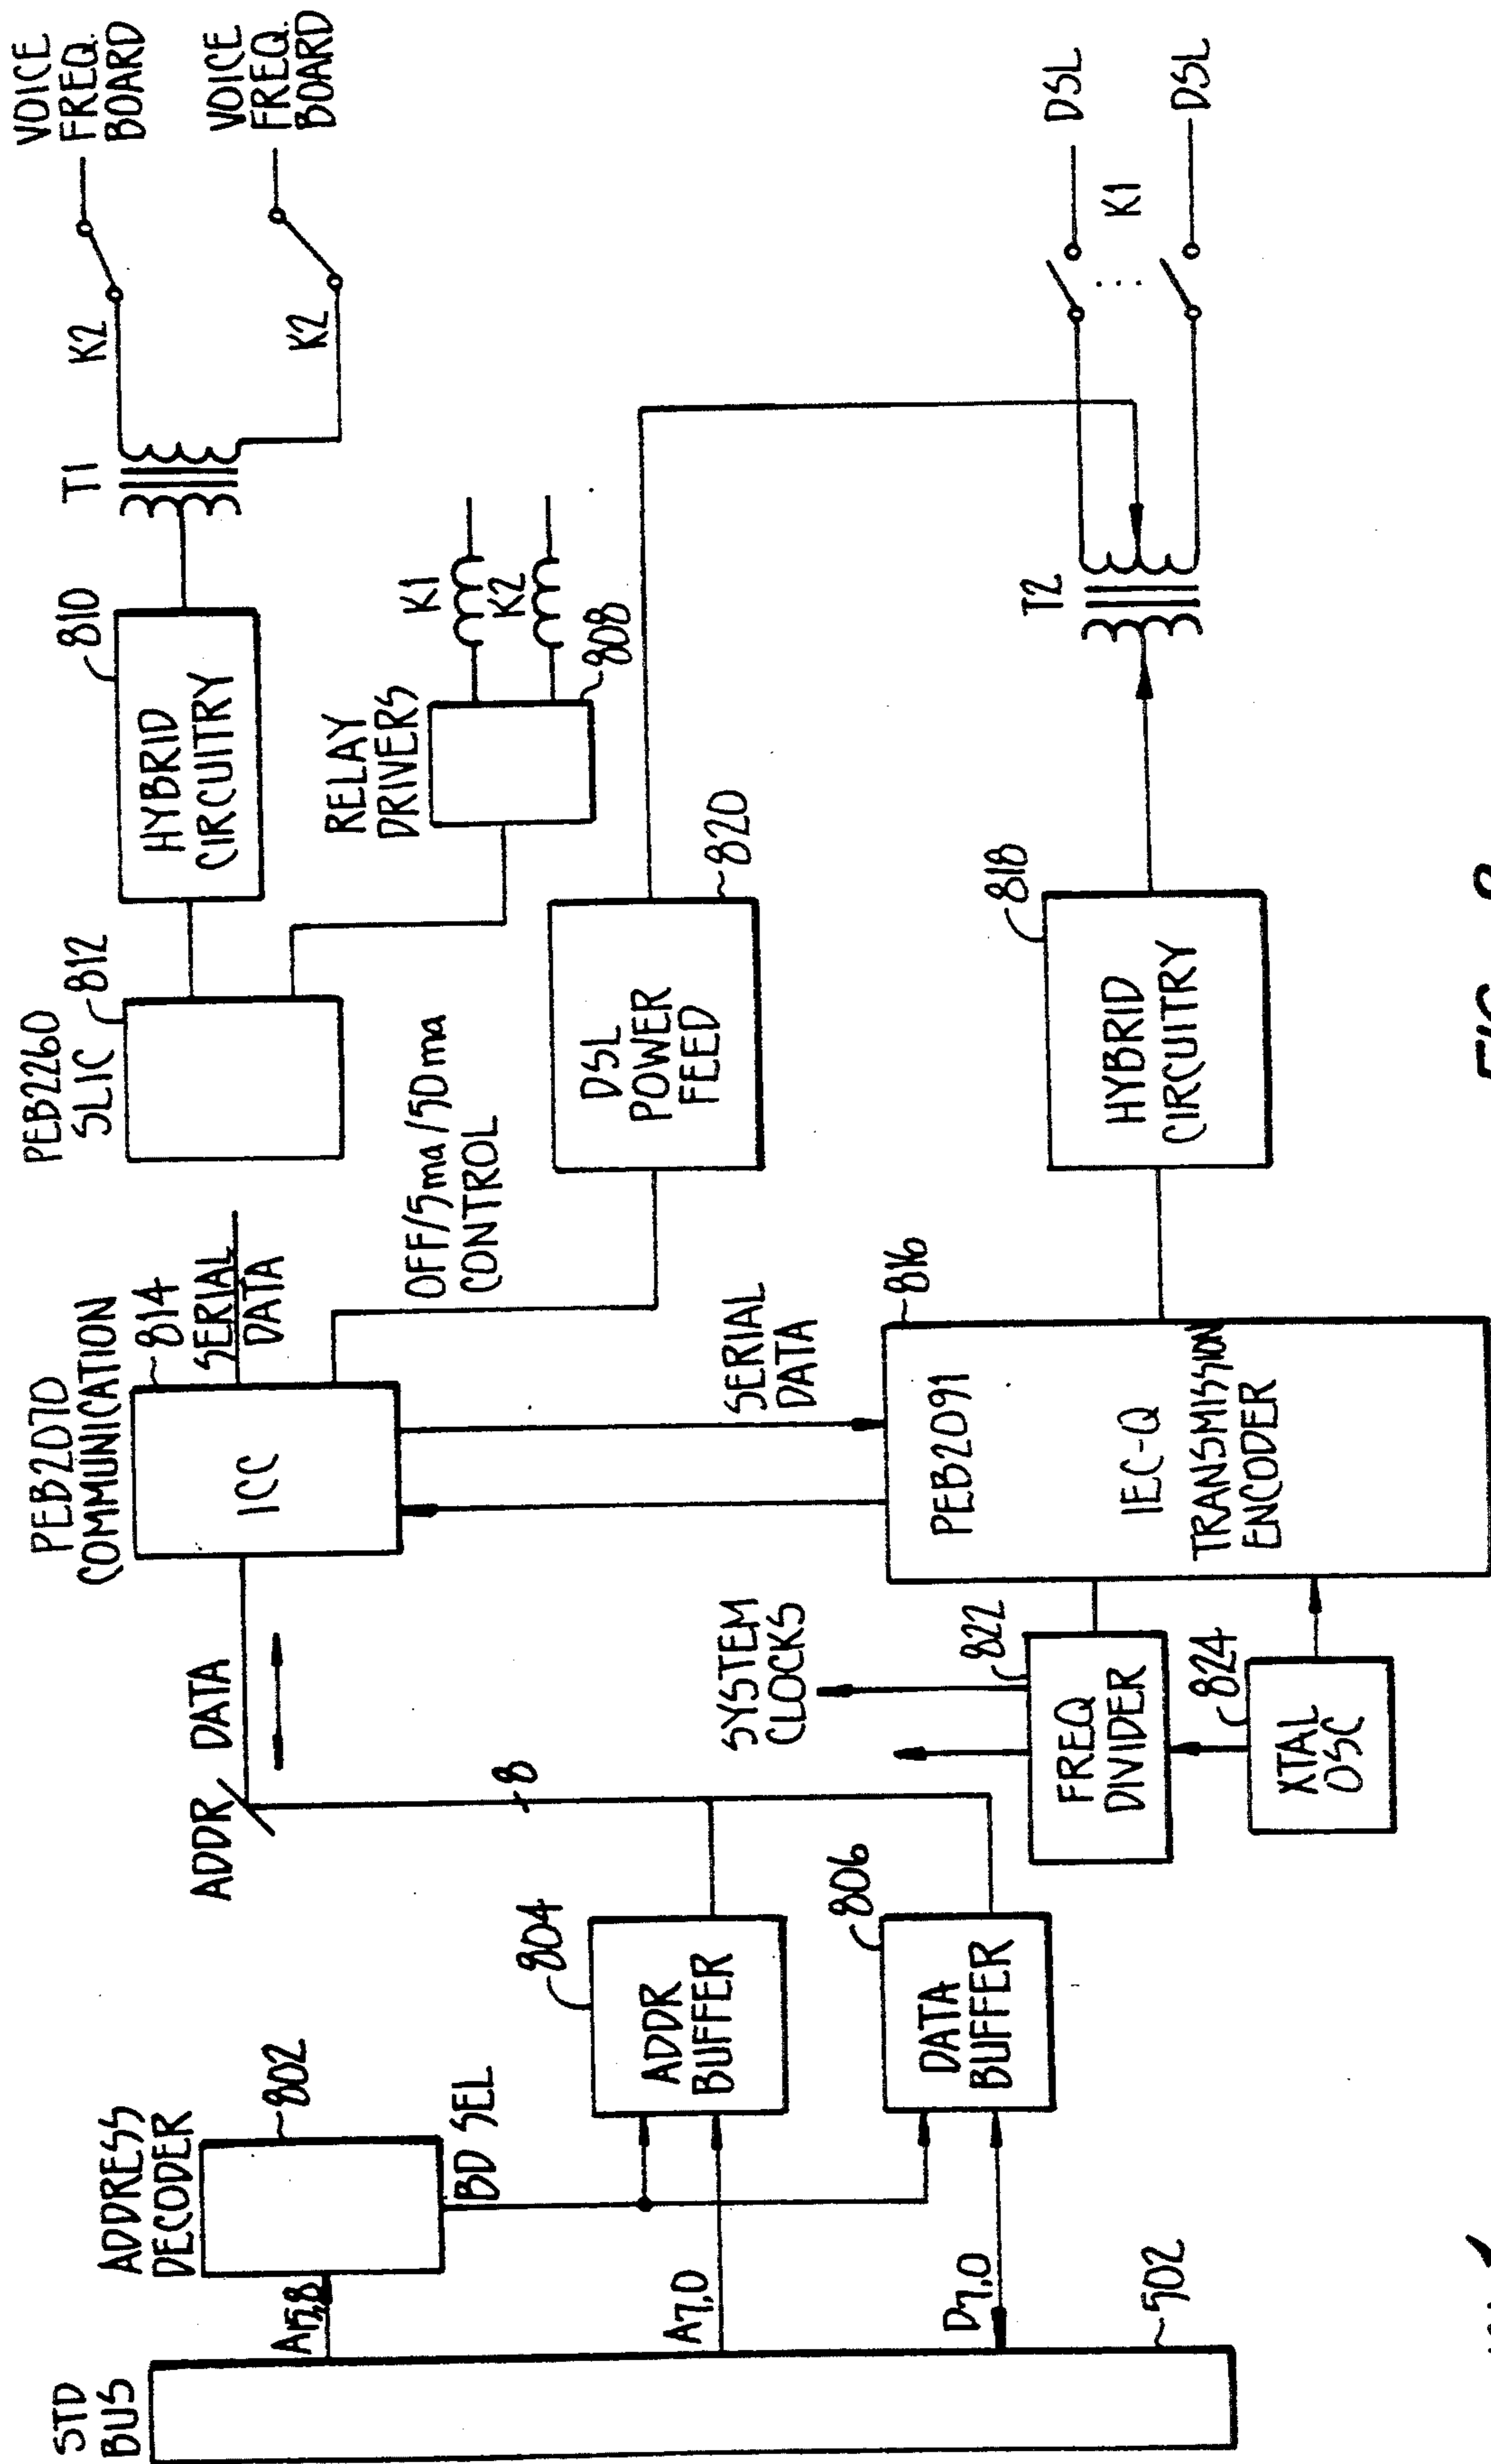 STD
BUS
A15,8
A7,0
D7,0
502
ADDRESS
DECODER
802
BD SEL
804
ADDR
BUFFER
806
DATA
BUFFER
ADDR
DATA
8
SYSTEM
CLOCKS
822
FREQ
DIVIDER
824
XTAL
OSC
PEB2070
COMMUNICATION
814
ICC
SERIAL
DATA
SERIAL
DATA
816
PEB2091
IEC-Q
TRANSMISSION
ENCODER
OFF/5ma/50ma
CONTROL
PEB2260
SLIC
812
810
HYBRID
CIRCUITRY
RELAY
DRIVERS
808
K1
K2
820
DSL
POWER
FEED
818
HYBRID
CIRCUITRY
T1
T2
K2
K2
VOICE
FREQ.
BOARD
VOICE
FREQ.
BOARD
K1
DSL
DSL